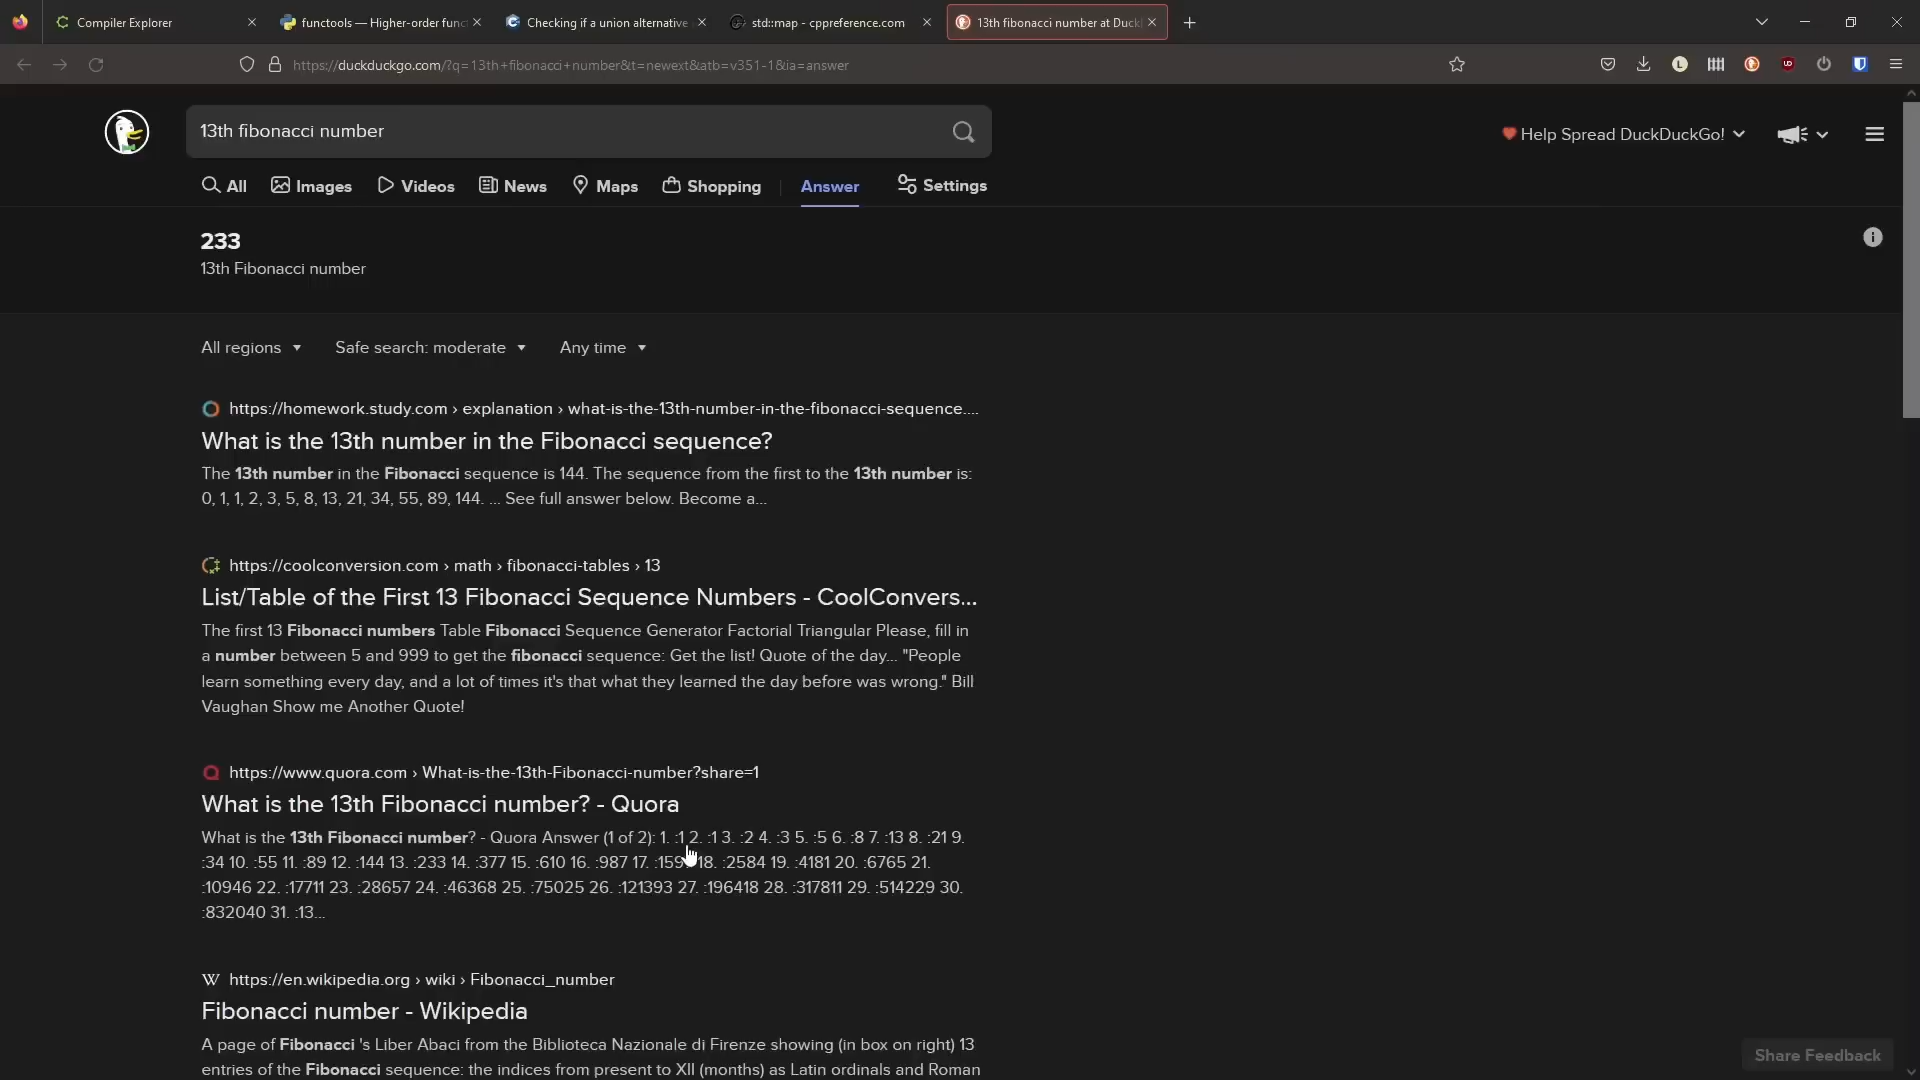 Compiler Explorer
functools — Higher-order func
Checking if a union alternative
std::map - cppreference.com
13th fibonacci number at Duck
https://duckduckgo.com/?q=13th+fibonacci+number&t=newext&atb=v351-1&ia=answer
13th fibonacci number
Help Spread DuckDuckGo!
All
Images
Videos
News
Maps
Shopping
Answer
Settings
233
13th Fibonacci number
All regions
Safe search: moderate
Any time
https://homework.study.com › explanation › what-is-the-13th-number-in-the-fibonacci-sequence....
What is the 13th number in the Fibonacci sequence?
The 13th number in the Fibonacci sequence is 144. The sequence from the first to the 13th number is:
0, 1, 1, 2, 3, 5, 8, 13, 21, 34, 55, 89, 144. ... See full answer below. Become a...
https://coolconversion.com › math › fibonacci-tables › 13
List/Table of the First 13 Fibonacci Sequence Numbers - CoolConvers...
The first 13 Fibonacci numbers Table Fibonacci Sequence Generator Factorial Triangular Please, fill in
a number between 5 and 999 to get the fibonacci sequence: Get the list! Quote of the day... "People
learn something every day, and a lot of times it's that what they learned the day before was wrong." Bill
Vaughan Show me Another Quote!
https://www.quora.com › What-is-the-13th-Fibonacci-number?share=1
What is the 13th Fibonacci number? - Quora
What is the 13th Fibonacci number? - Quora Answer (1 of 2): 1. :1 2. :1 3. :2 4. :3 5. :5 6. :8 7. :13 8. :21 9.
:34 10. :55 11. :89 12. :144 13. :233 14. :377 15. :610 16. :987 17. 18. :2584 19. :4181 20. :6765 21.
:10946 22. :17711 23. :28657 24. :46368 25. :75025 26. :121393 27. :196418 28. :317811 29. :514229 30.
:832040 31. :13...
W https://en.wikipedia.org › wiki › Fibonacci_number
Fibonacci number - Wikipedia
A page of Fibonacci 's Liber Abaci from the Biblioteca Nazionale di Firenze showing (in box on right) 13
entries of the Fibonacci sequence: the indices from present to XII (months) as Latin ordinals and Roman
Share Feedback